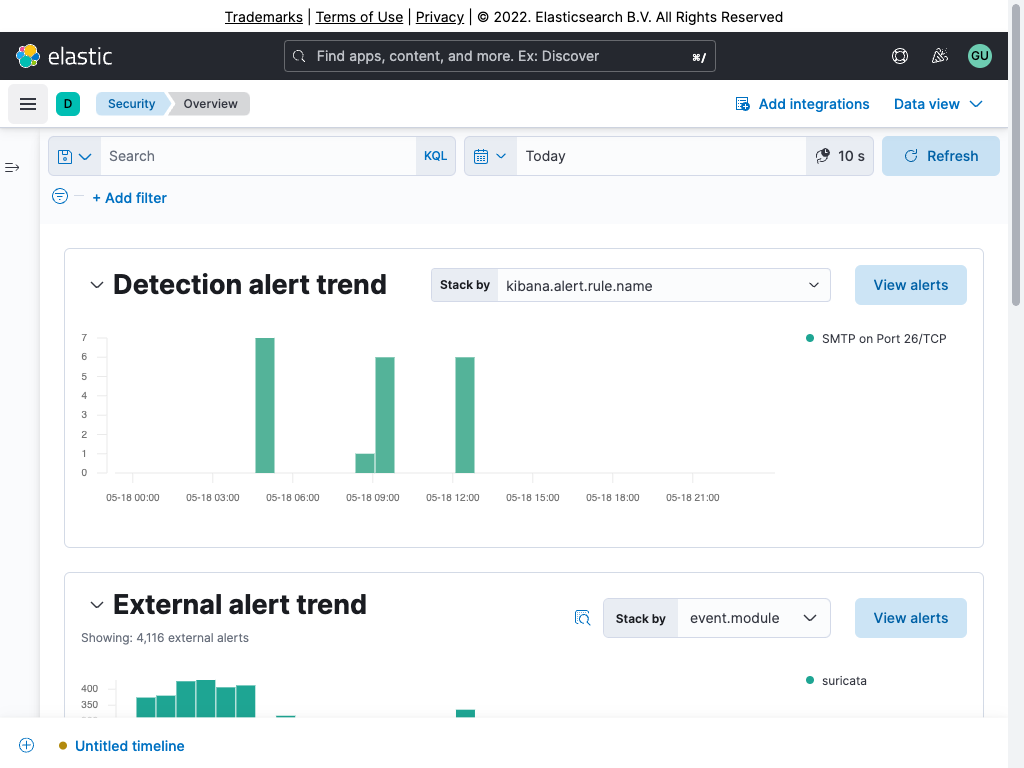 Trademarks | Terms of Use | Privacy | © 2022. Elasticsearch B.V. All Rights Reserved
elastic
Find apps, content, and more. Ex: Discover
⌘/
GU
D
Security
Overview
Add integrations
Data view
Search
KQL
Today
10 s
Refresh
+ Add filter
Detection alert trend
Stack by
kibana.alert.rule.name
View alerts
7
6
5
4
3
2
1
0
SMTP on Port 26/TCP
05-18 00:00
05-18 03:00
05-18 06:00
05-18 09:00
05-18 12:00
05-18 15:00
05-18 18:00
05-18 21:00
External alert trend
Showing: 4,116 external alerts
Stack by
event.module
View alerts
400
350
suricata
Untitled timeline